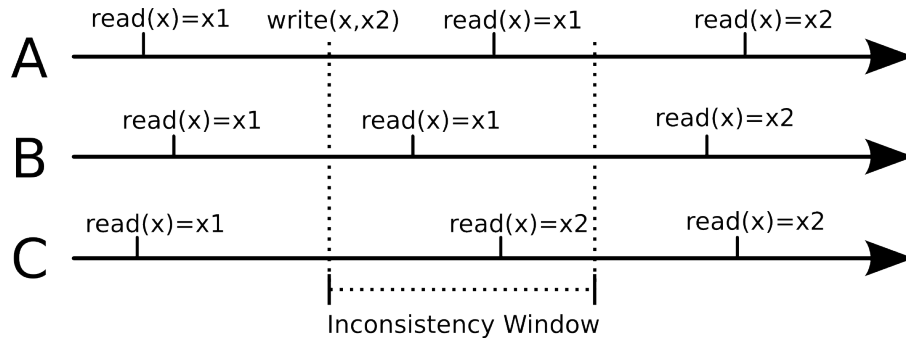 read(x)=x1 write(x,x2) read(x)=x1 read(x)=x2
A
read(x)=x1 read(x)=x1 read(x)=x2
B
read(x)=x1 read(x)=x2 read(x)=x2
C
Inconsistency Window